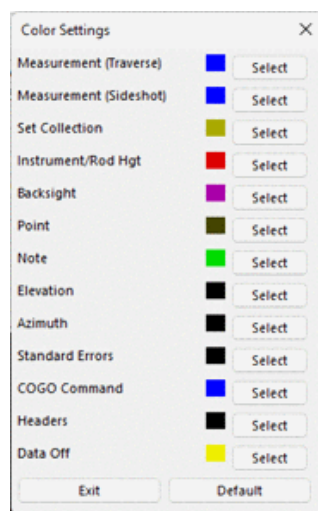 Color Settings
Measurement (Traverse) Select
Measurement (Sideshot) Select
Set Collection Select
Instrument/Rod Hgt Select
Backsight Select
Point Select
Note Select
Elevation Select
Azimuth Select
Standard Errors Select
COGO Command Select
Headers Select
Data Off Select
Exit Default